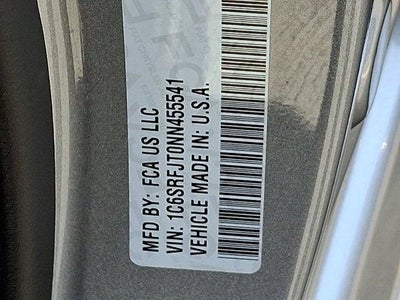 MFD BY: FCA US LLC
VIN: 1C6SRFJT0NN455541
VEHICLE MADE IN: U.S.A.